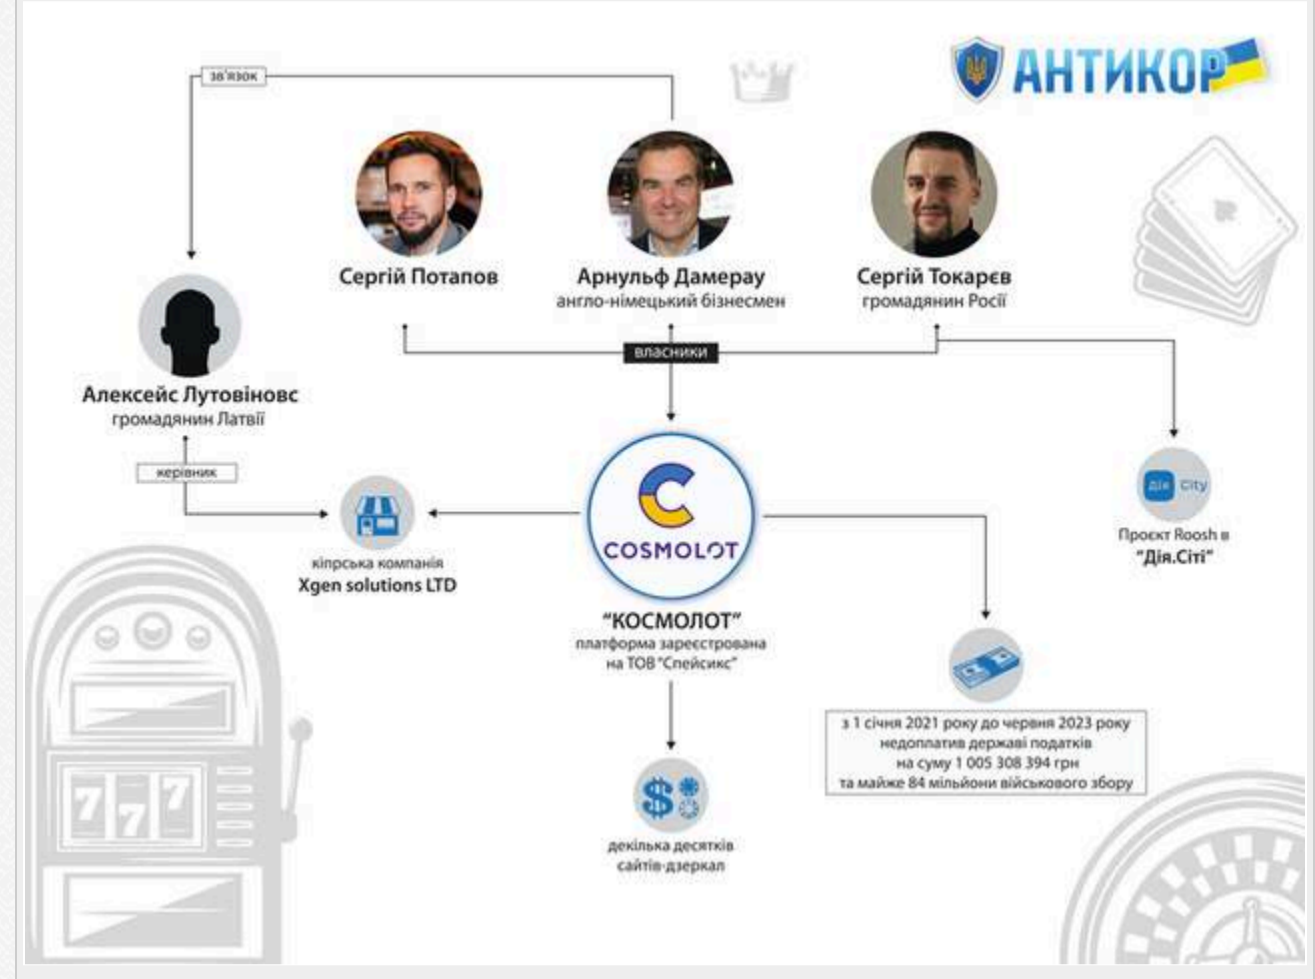 зв'язок
АНТИКОР
Сергій Потапов
Арнульф Дамерау
англо-німецький бізнесмен
Сергій Токарєв
громадянин Росії
власники
Алексейс Лутовіновс
громадянин Латвії
керівник
кіпрська компанія
Xgen solutions LTD
C
COSMOLOT
"КОСМОЛОТ"
платформа зареєстрована
на ТОВ "Спейсикс"
Дія City
Проєкт Roosh в
"Дія.Сіті"
з 1 січня 2021 року до червня 2023 року
недоплатив державі податків
на суму 1 005 308 394 грн
та майже 84 мільйони військового збору
$
декілька десятків
сайтів-дзеркал
7 7 7